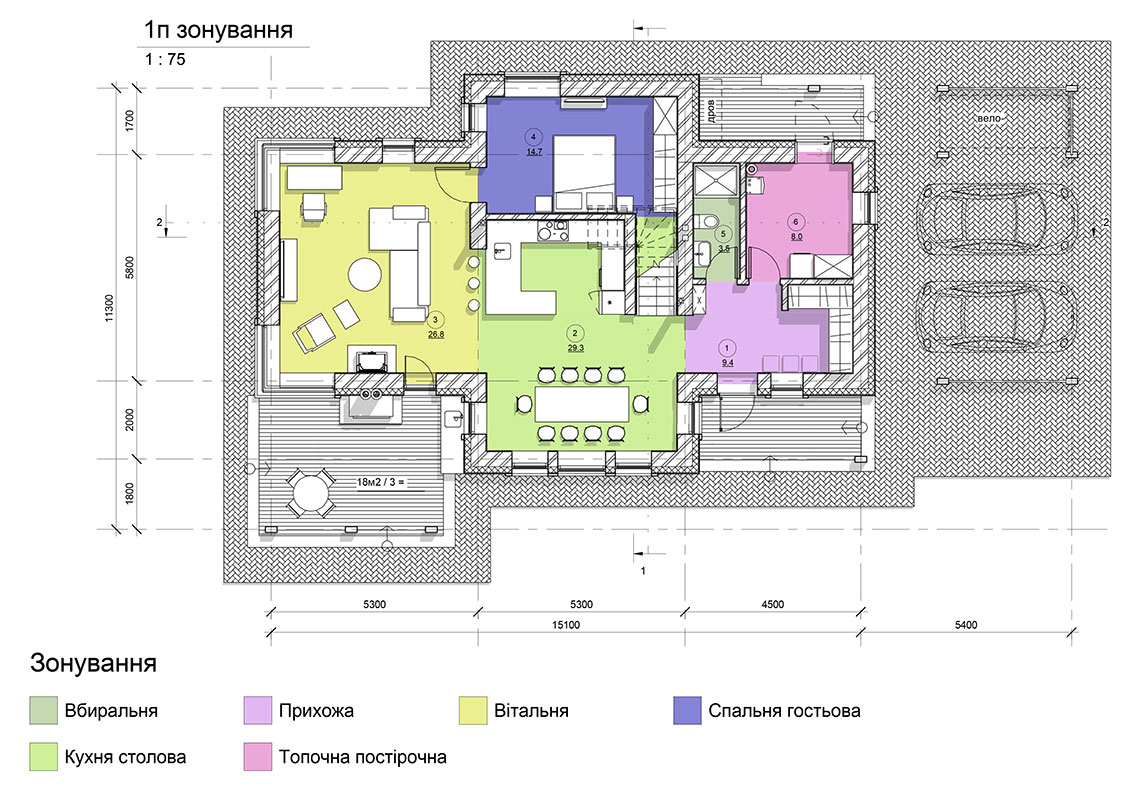 1п зонування
1 : 75
дров
вело
1700
4
14.7
2
6
8.0
5
3.5
5800
11300
3
26.8
2
29.3
1
9.4
2000
18м2 / 3 =
1800
1
5300
5300
4500
15100
5400
Зонування
Вбиральня
Прихожа
Вітальня
Спальня гостьова
Кухня столова
Топочна постірочна